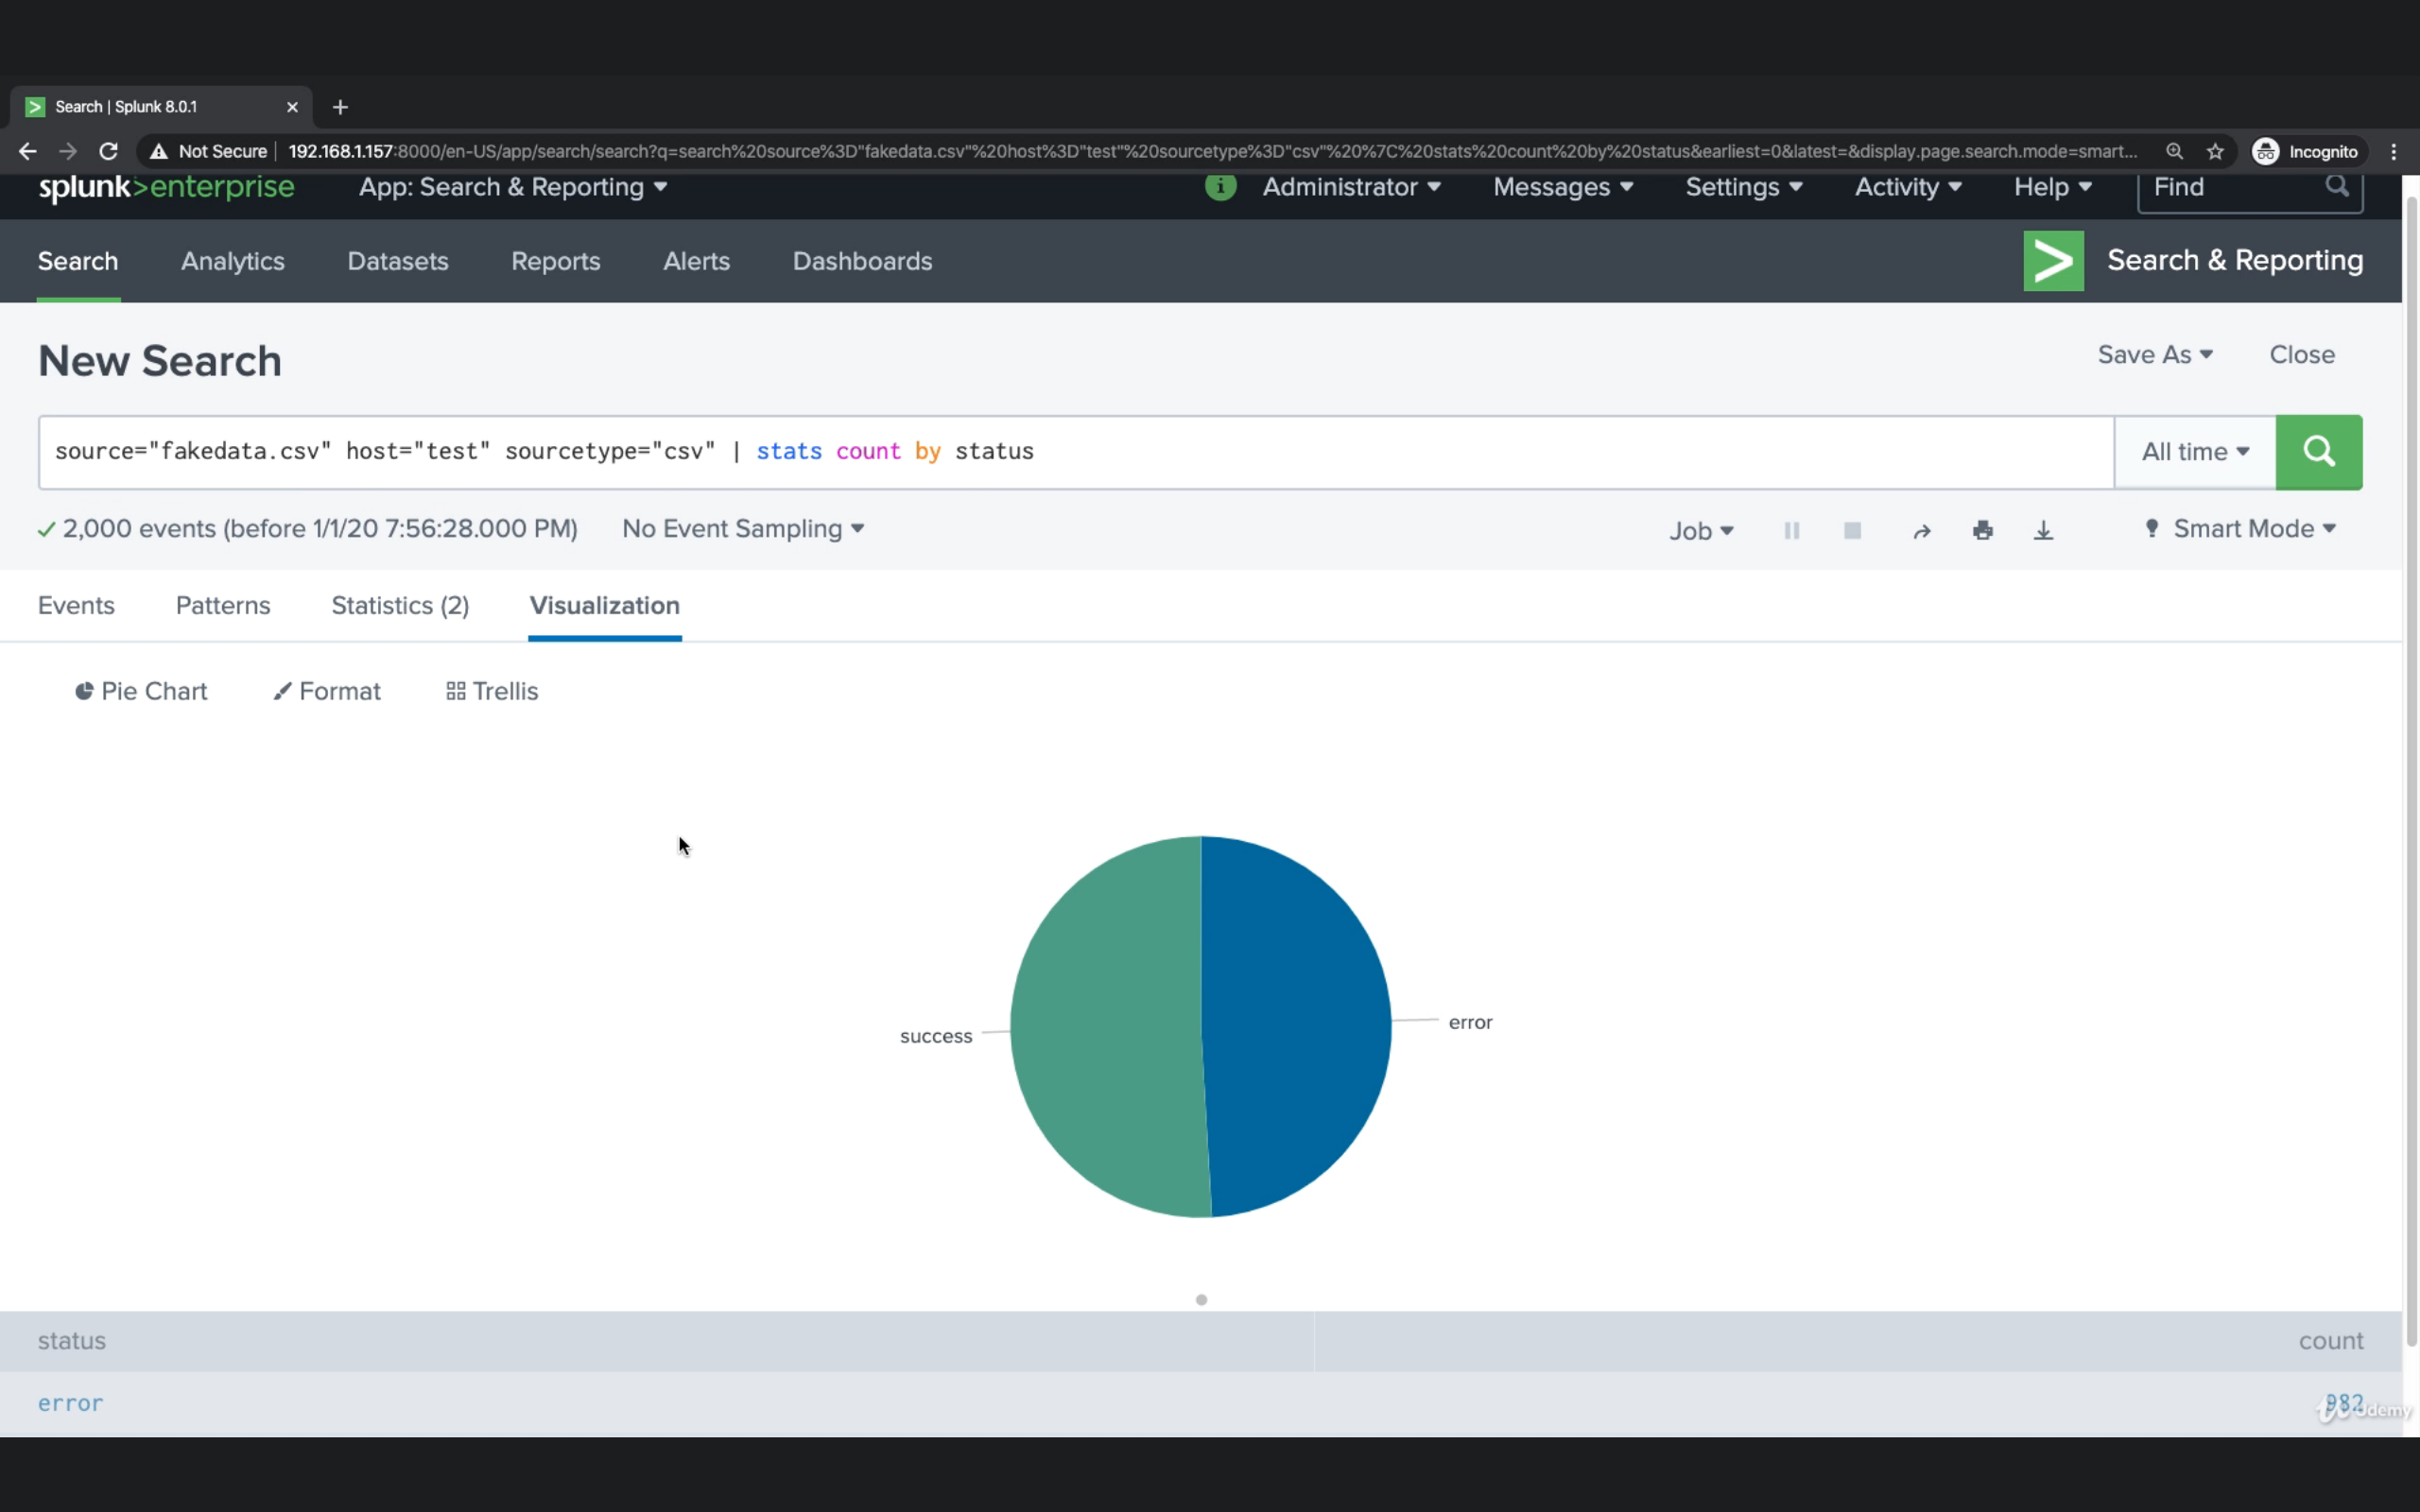 Search | Splunk 8.0.1
Not Secure 192.168.1.157:8000/en-US/app/search/search?q=search%20source%3D"fakedata.csv"%20host%3D"test"%20sourcetype%3D"csv"%20%7C%20stats%20count%20by%20status&earliest=0&latest=&display.page.search.mode=smart... Incognito
splunk>enterprise App: Search & Reporting i Administrator Messages Settings Activity Help Find
Search Analytics Datasets Reports Alerts Dashboards Search & Reporting
New Search Save As Close
source="fakedata.csv" host="test" sourcetype="csv" | stats count by status All time
2,000 events (before 1/1/20 7:56:28.000 PM) No Event Sampling Job Smart Mode
Events Patterns Statistics (2) Visualization
Pie Chart Format Trellis
success error
status count
error 982
Udemy